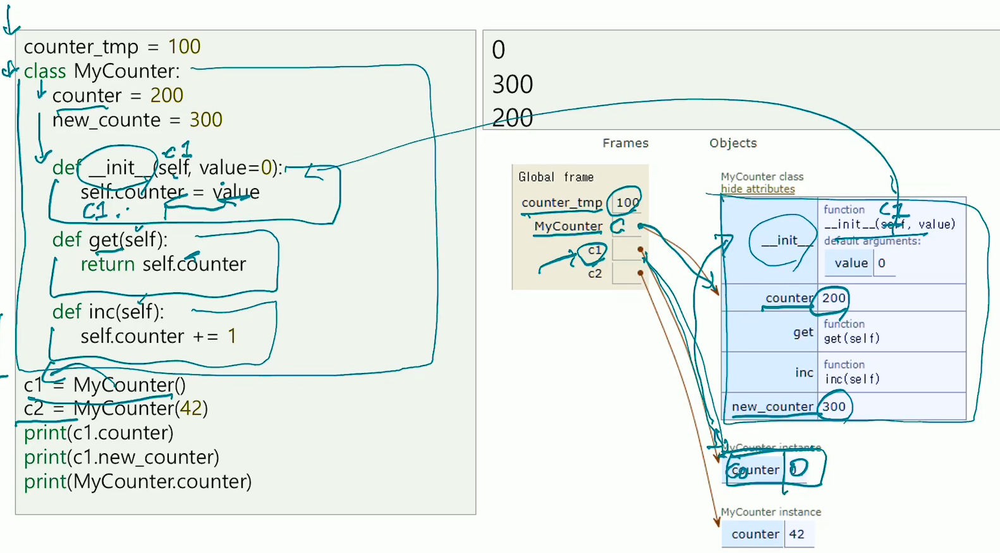 counter_tmp = 100
class MyCounter:
counter = 200
new_counte = 300
c1
def __init__(self, value=0):
self.counter = value
C1 .
def get(self):
return self.counter
def inc(self):
self.counter += 1
c1 = MyCounter()
c2 = MyCounter(42)
print(c1.counter)
print(c1.new_counter)
print(MyCounter.counter)
0
300
200
Frames
Objects
Global frame
counter_tmp 100
MyCounter C
c1
c2
MyCounter class
hide attributes
__init__
function
C1
__init__(self, value)
default arguments:
value 0
counter 200
get
function
get(self)
inc
function
inc(self)
new_counter 300
MyCounter instance
counter 0
MyCounter instance
counter 42